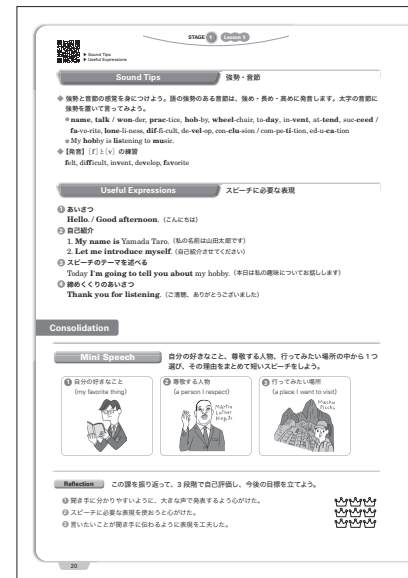 STAGE 1 Lesson 1
▶ Sound Tips
▶ Useful Expressions
Sound Tips 強勢・音節
◆ 強勢と音節の感覚を身につけよう。語の強勢のある音節は、強め・長め・高めに発音します。太字の音節に
強勢を置いて言ってみよう。
● name, talk / won-der, prac-tice, hob-by, wheel-chair, to-day, in-vent, at-tend, suc-ceed /
fa-vo-rite, lone-li-ness, dif-fi-cult, de-vel-op, con-clu-sion / com-pe-ti-tion, ed-u-ca-tion
● My hobby is listening to music.
◆【発音】[f]と[v]の練習
felt, difficult, invent, develop, favorite
Useful Expressions スピーチに必要な表現
❶ あいさつ
Hello. / Good afternoon.（こんにちは）
❷ 自己紹介
1. My name is Yamada Taro.（私の名前は山田太郎です）
2. Let me introduce myself.（自己紹介させてください）
❸ スピーチのテーマを述べる
Today I'm going to tell you about my hobby.（本日は私の趣味についてお話しします）
❹ 締めくくりのあいさつ
Thank you for listening.（ご清聴、ありがとうございました）
Consolidation
Mini Speech 自分の好きなこと、尊敬する人物、行ってみたい場所の中から1つ
選び、その理由をまとめて短いスピーチをしよう。
❶ 自分の好きなこと
(my favorite thing)
❷ 尊敬する人物
(a person I respect)
Martin
Luther
King, Jr.
❸ 行ってみたい場所
(a place I want to visit)
Machu
Picchu
Reflection この課を振り返って、3段階で自己評価し、今後の目標を立てよう。
❶ 聞き手に分かりやすいように、大きな声で発表するよう心がけた。
❷ スピーチに必要な表現を使おうと心がけた。
❸ 言いたいことが聞き手に伝わるように表現を工夫した。
20